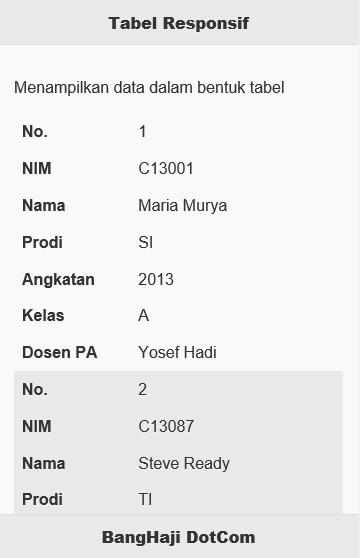 Tabel Responsif
Menampilkan data dalam bentuk tabel
No. 1
NIM C13001
Nama Maria Murya
Prodi SI
Angkatan 2013
Kelas A
Dosen PA Yosef Hadi
No. 2
NIM C13087
Nama Steve Ready
Prodi TI
BangHaji DotCom